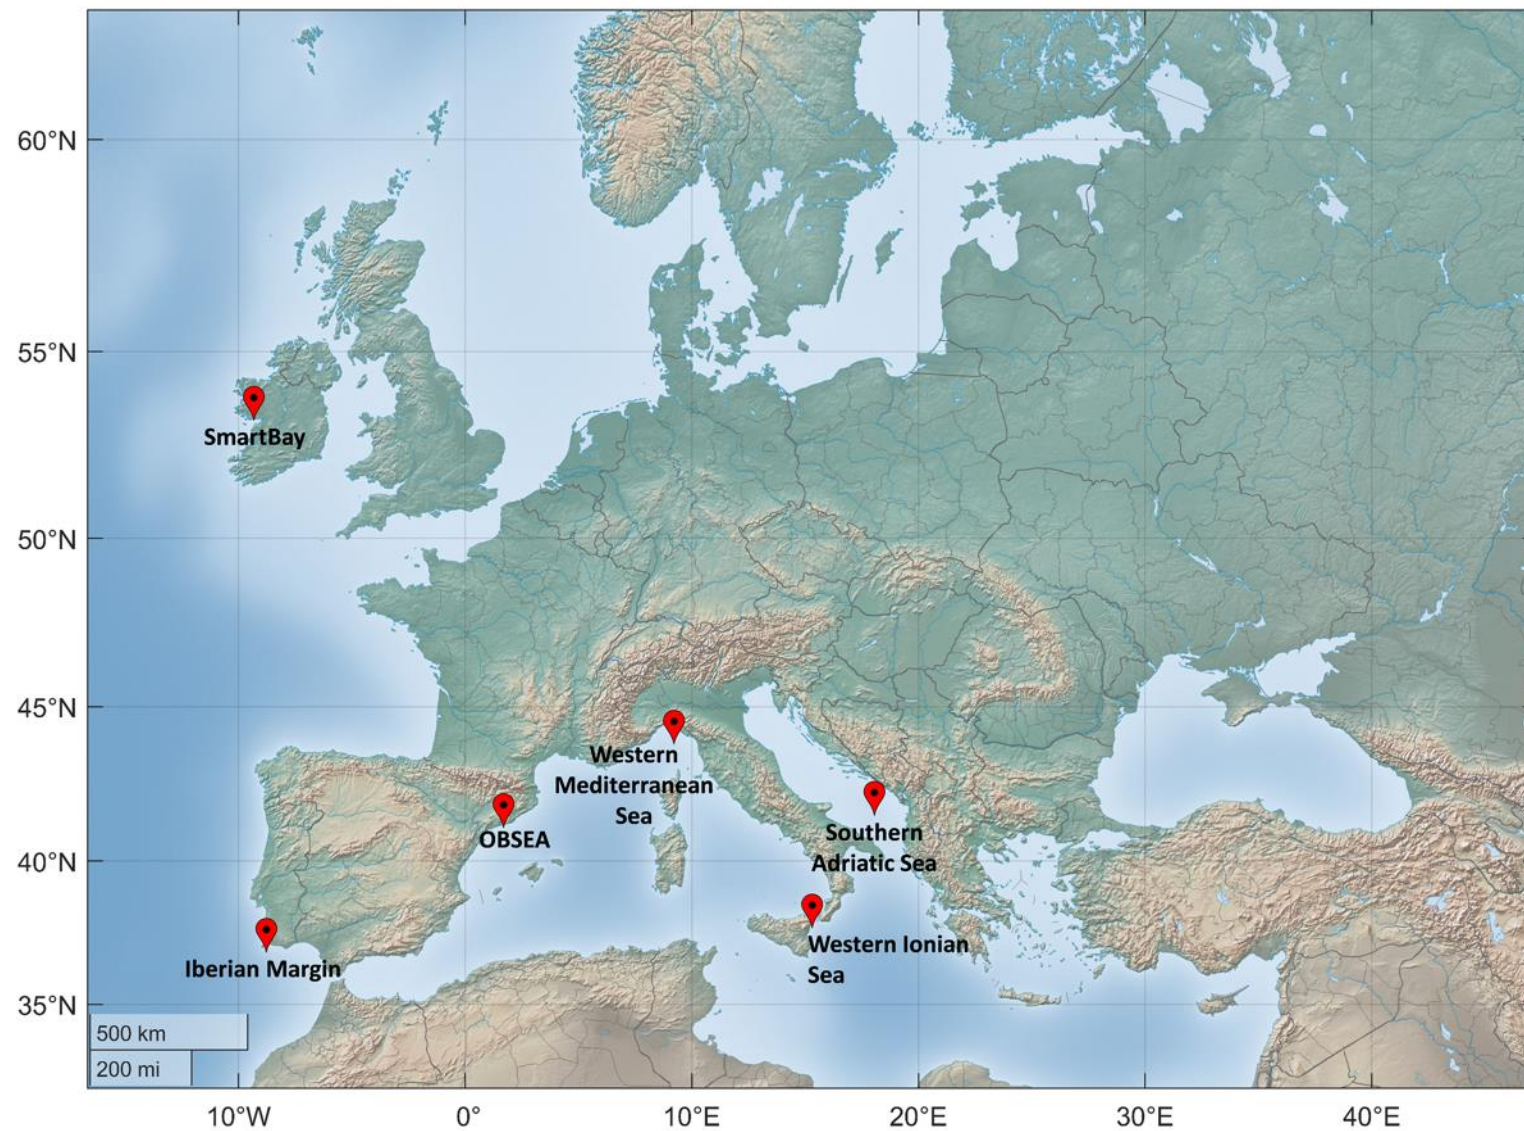 60°N
55°N
SmartBay
50°N
45°N
Western
Mediterranean
Sea
OBSEA
Southern
Adriatic Sea
40°N
Western Ionian
Sea
Iberian Margin
35°N
500 km
200 mi
10°W
0°
10°E
20°E
30°E
40°E